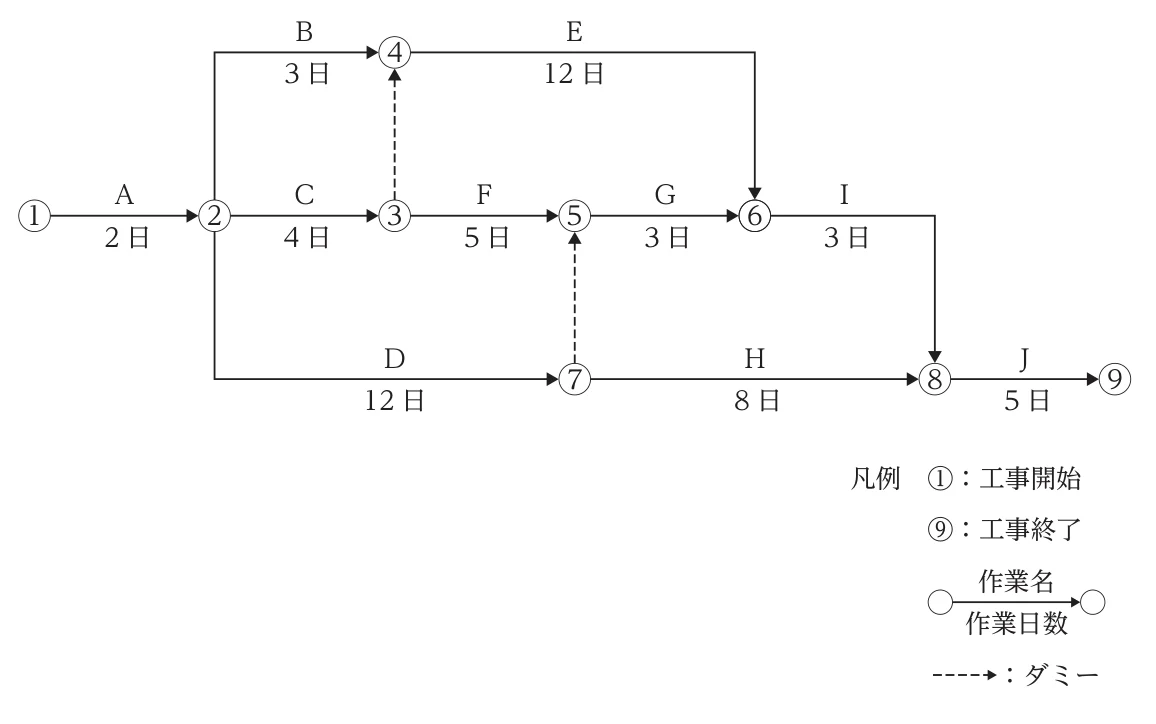 B E
④
3 日 12 日
A C F G I
① ② ③ ⑤ ⑥
2 日 4 日 5 日 3 日 3 日
D H J
⑦ ⑧ ⑨
12 日 8 日 5 日
凡例 ①：工事開始
⑨：工事終了
作業名
作業日数
：ダミー